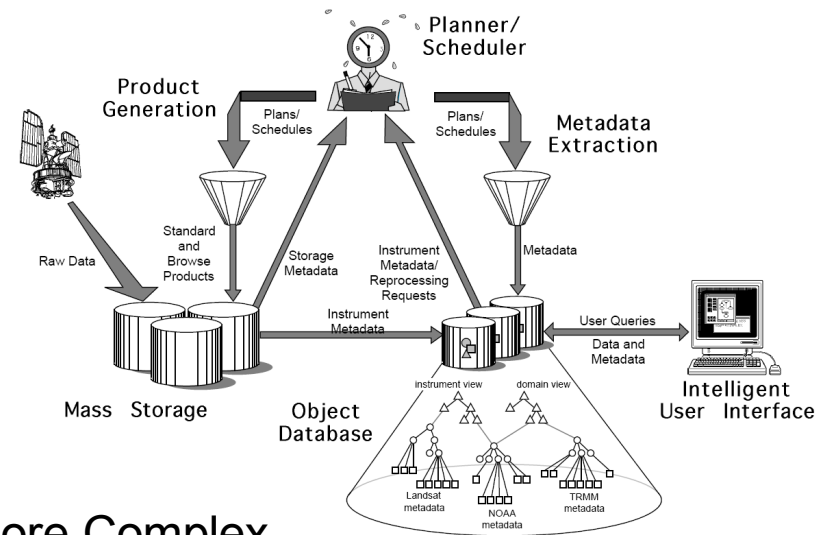 Planner/
Scheduler
Product
Generation
Plans/
Schedules
Plans/
Schedules
Metadata
Extraction
Raw Data
Standard
and
Browse
Products
Storage
Metadata
Instrument
Metadata/
Reprocessing
Requests
Metadata
Instrument
Metadata
User Queries
Data and
Metadata
Mass Storage
Object
Database
instrument view
domain view
Intelligent
User Interface
Landsat
metadata
NOAA
metadata
TRMM
metadata
Complex